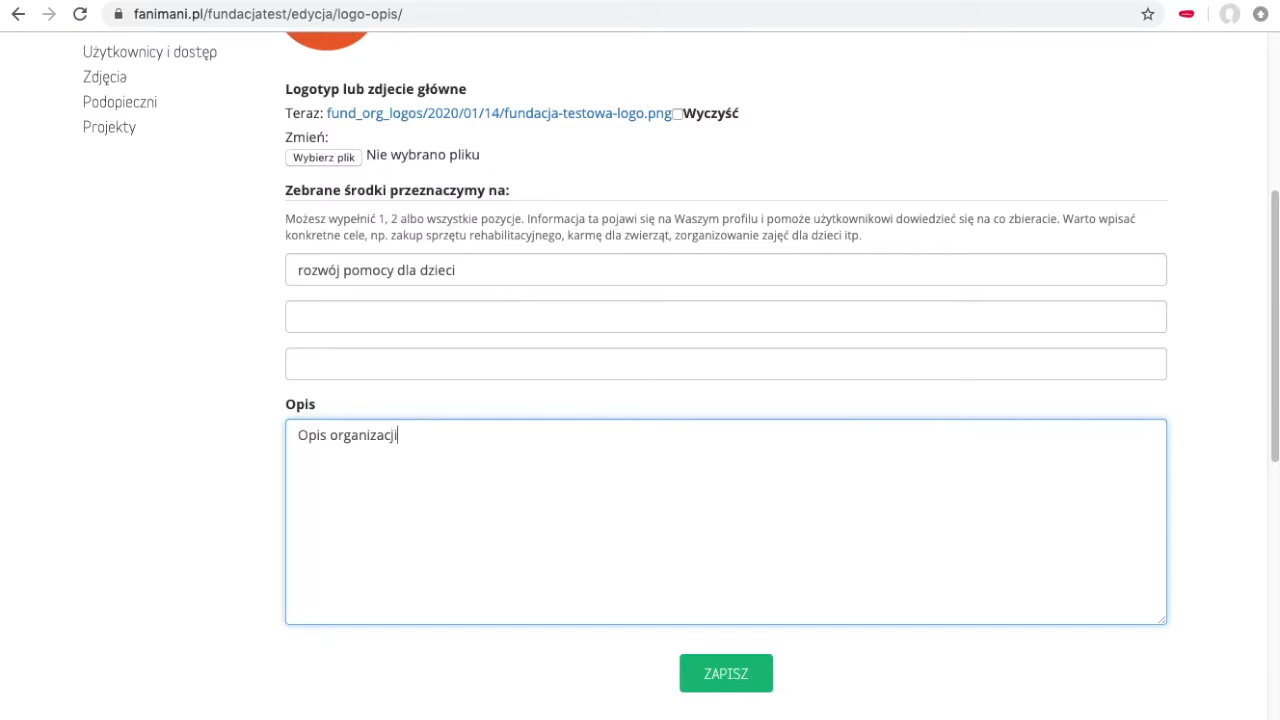 fanimani.pl/fundacjatest/edycja/logo-opis/
Użytkownicy i dostęp
Zdjęcia
Podopieczni
Projekty
Logotyp lub zdjecie główne
Teraz: fund_org_logos/2020/01/14/fundacja-testowa-logo.png Wyczyść
Zmień:
Wybierz plik Nie wybrano pliku
Zebrane środki przeznaczymy na:
Możesz wypełnić 1, 2 albo wszystkie pozycje. Informacja ta pojawi się na Waszym profilu i pomoże użytkownikowi dowiedzieć się na co zbieracie. Warto wpisać
konkretne cele, np. zakup sprzętu rehabilitacyjnego, karmę dla zwierząt, zorganizowanie zajęć dla dzieci itp.
rozwój pomocy dla dzieci
Opis
Opis organizacji
ZAPISZ